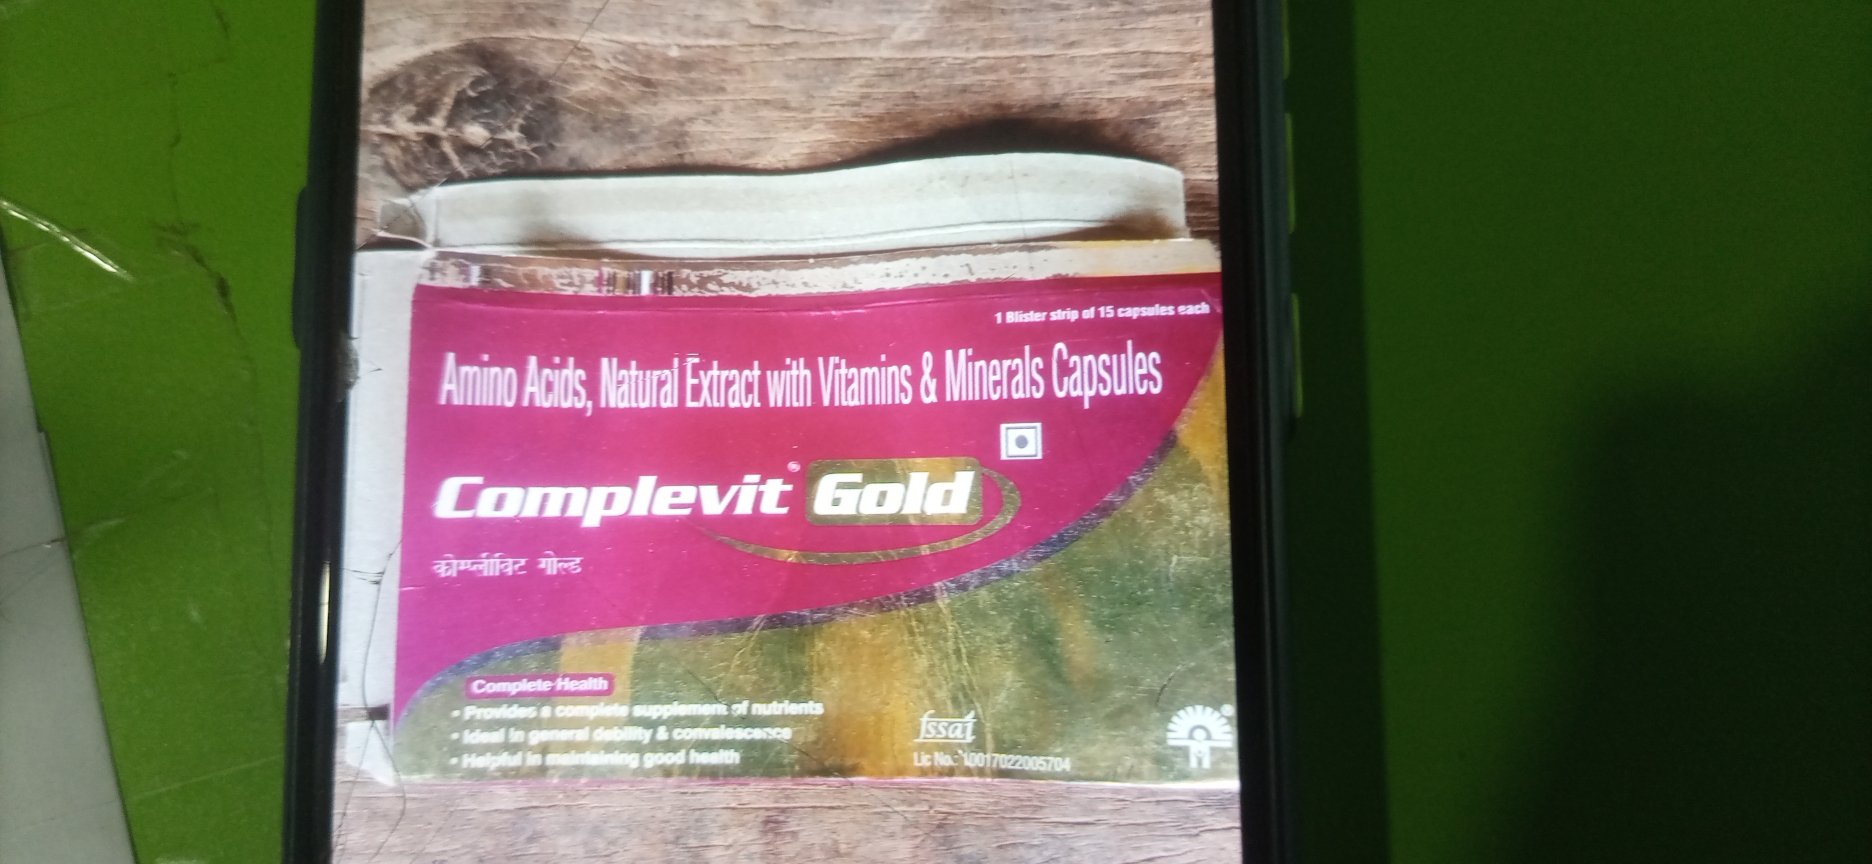 1 Blister strip of 15 capsules each
Amino Acids, Natural Extract with Vitamins & Minerals Capsules
Complevit® Gold
कोम्प्लीविट गोल्ड
Complete Health
• Provides a complete supplement of nutrients
• Ideal in general debility & convalescence
• Helpful in maintaining good health
fssai
Lic No.: 10017022005704